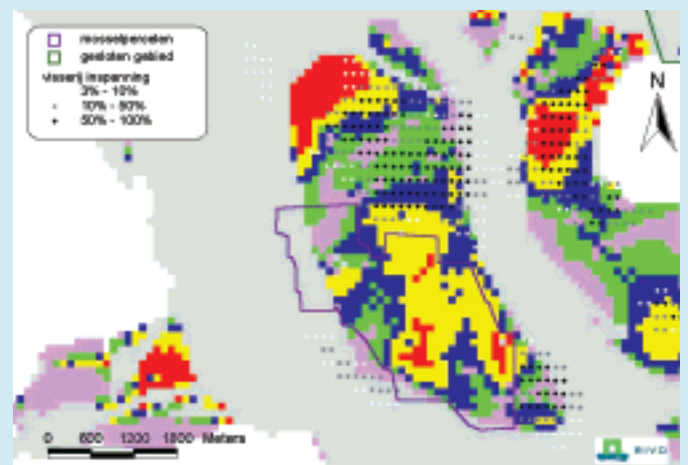 mosselpercelen
gesloten gebied
visserij inspanning
3% - 10%
10% - 50%
50% - 100%
N
0 600 1200 1800 Meters
RIVO